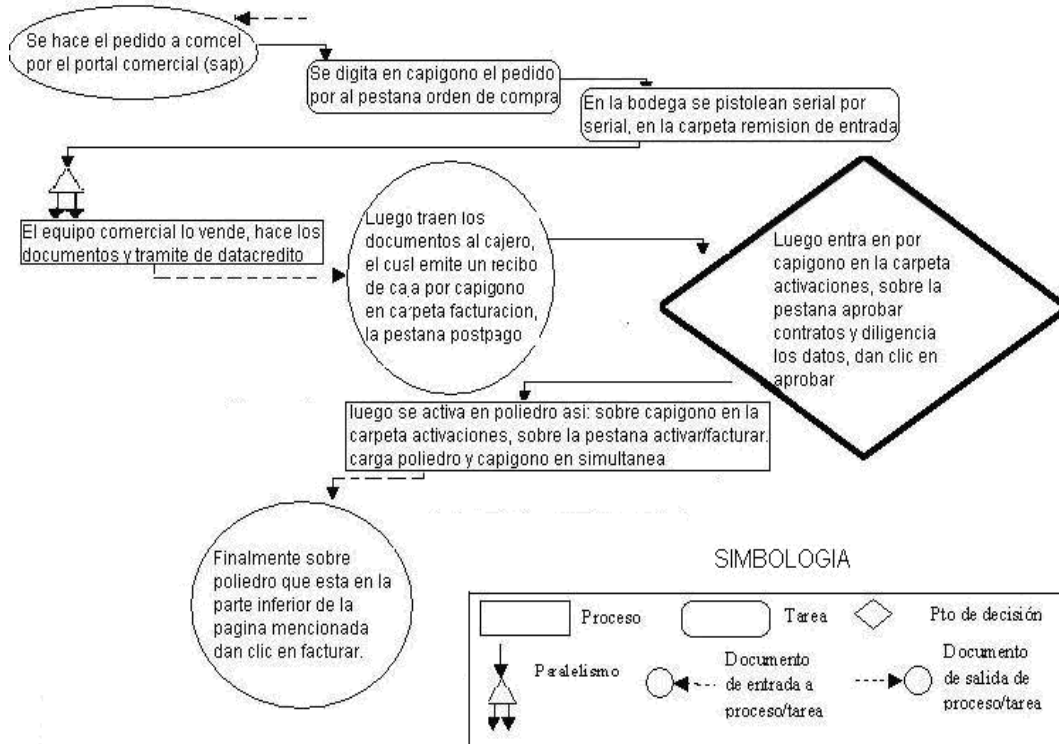 Se hace el pedido a comcel
por el portal comercial (sap)
Se digita en capigono el pedido
por al pestana orden de compra
En la bodega se pistolean serial por
serial, en la carpeta remision de entrada
El equipo comercial lo vende, hace los
documentos y tramite de datacredito
Luego traen los
documentos al cajero,
el cual emite un recibo
de caja por capigono
en carpeta facturacion,
la pestana postpago
Luego entra en por
capigono en la carpeta
activaciones, sobre la
pestana aprobar
contratos y diligencia
los datos, dan clic en
aprobar
luego se activa en poliedro asi: sobre capigono en la
carpeta activaciones, sobre la pestana activar/facturar.
carga poliedro y capigono en simultanea
Finalmente sobre
poliedro que esta en la
parte inferior de la
pagina mencionada
dan clic en facturar.
SIMBOLOGIA
Proceso
Tarea
Pto de decisión
Paralelismo
Documento
de entrada a
proceso/tarea
Documento
de salida de
proceso/tarea